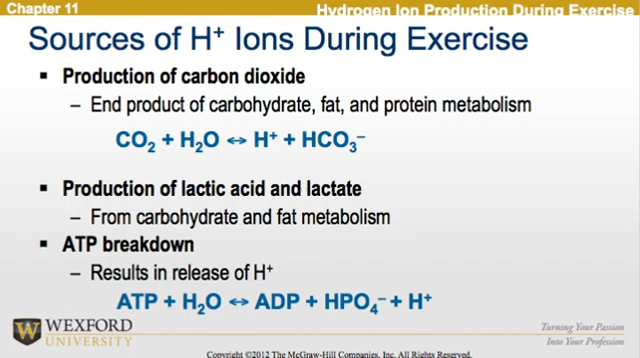 Chapter 11
Hydrogen Ion Production During Exercise
Sources of H⁺ Ions During Exercise
▪ Production of carbon dioxide
– End product of carbohydrate, fat, and protein metabolism
CO₂ + H₂O ↔ H⁺ + HCO₃⁻
▪ Production of lactic acid and lactate
– From carbohydrate and fat metabolism
▪ ATP breakdown
– Results in release of H⁺
ATP + H₂O ↔ ADP + HPO₄⁻ + H⁺
W WEXFORD
UNIVERSITY
Turning Your Passion
Into Your Profession
Copyright ©2012 The McGraw-Hill Companies, Inc. All Rights Reserved.